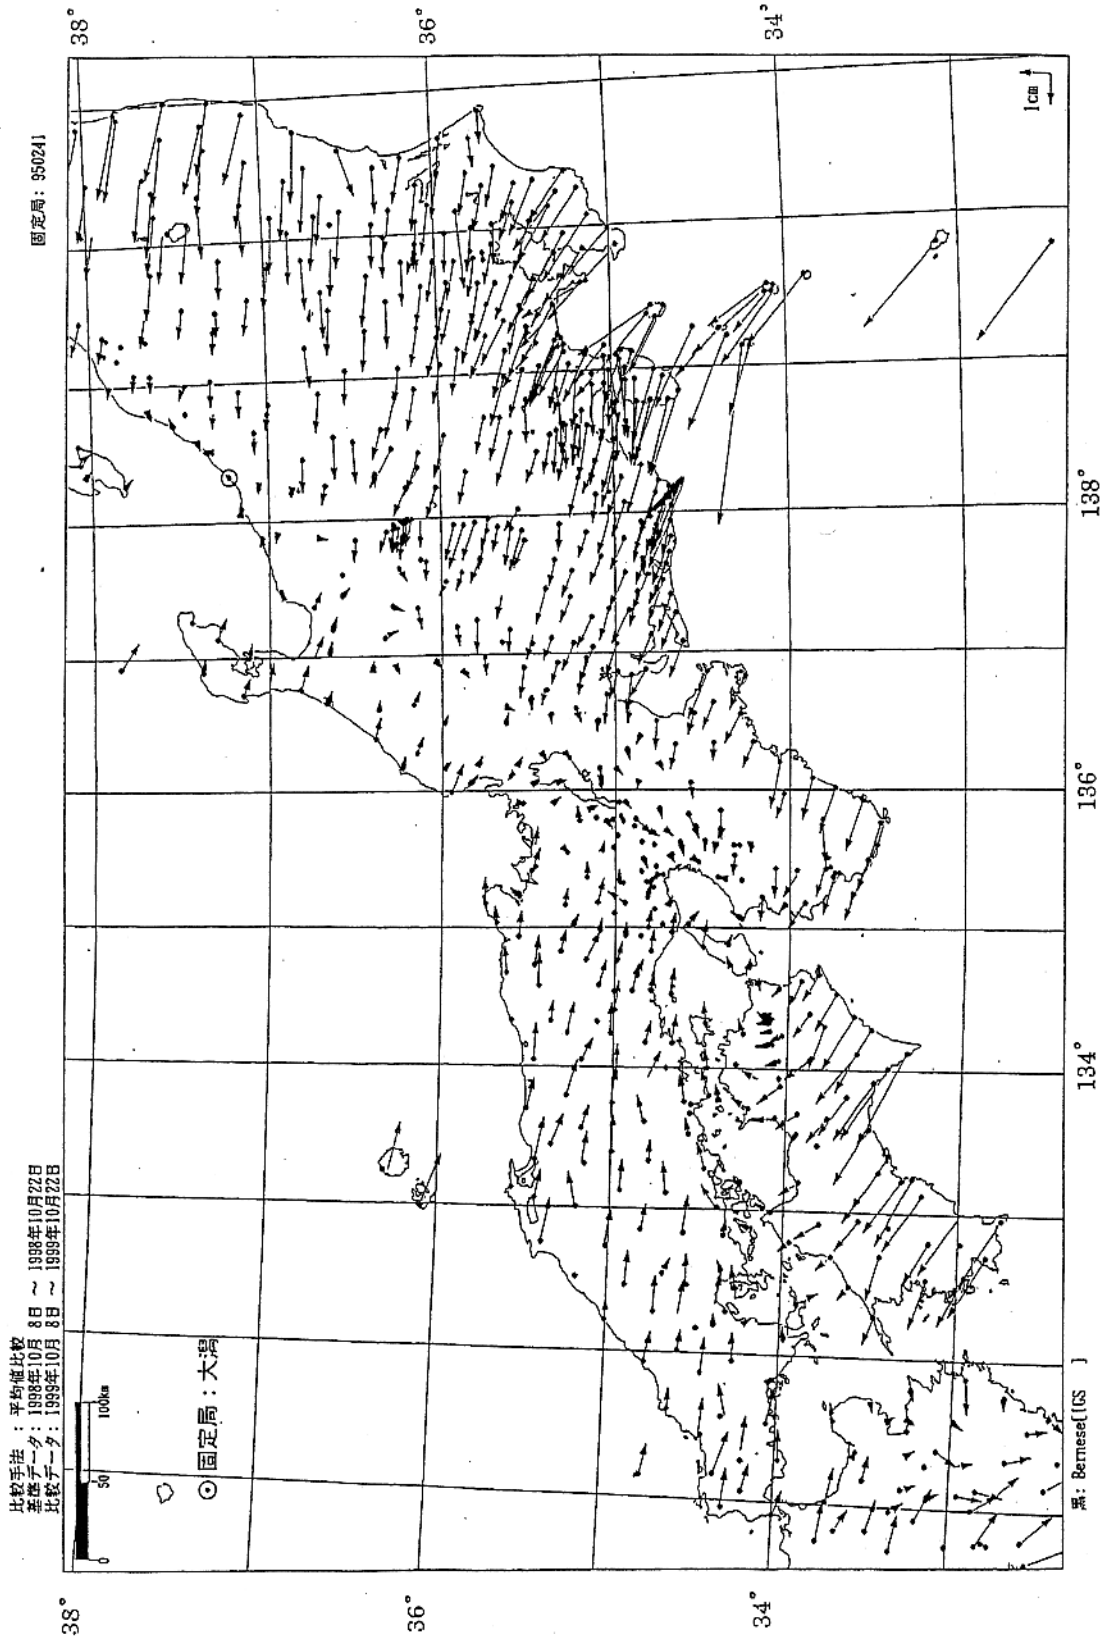 比較手法 : 平均値比較
基準データ: 1998年10月 8日 ～ 1998年10月22日
比較データ: 1999年10月 8日 ～ 1999年10月22日
固定局: 950241
38°
36°
34°
38°
36°
34°
0 50 100km
固定局:大潟
1cm
134°
136°
138°
黒: Bernese[IGS ]